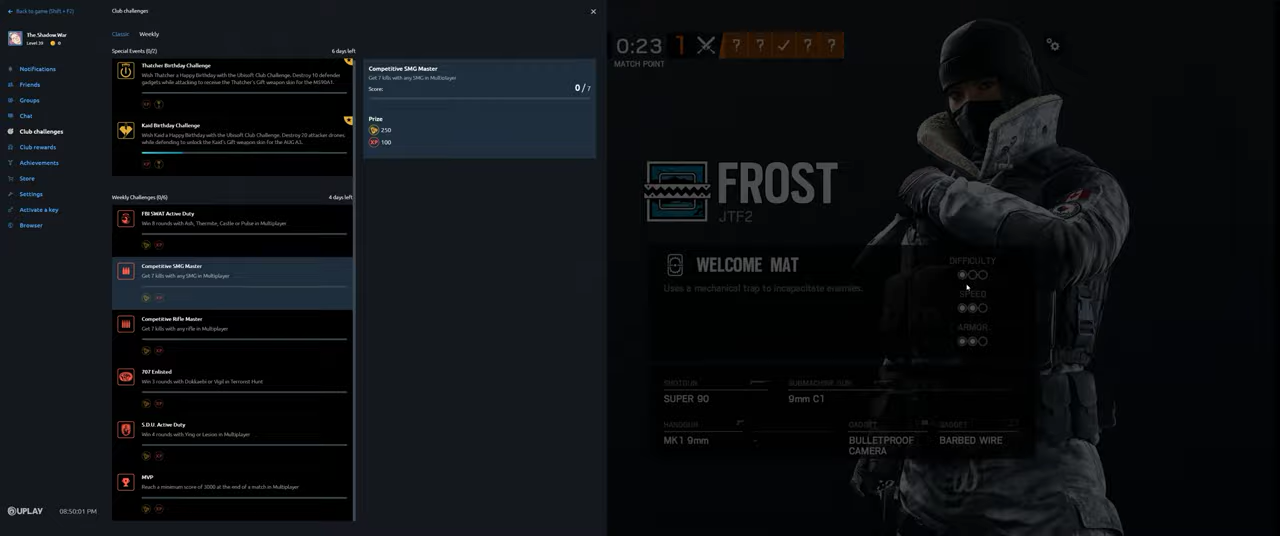 Back to game (Shift + F2)
Club challenges
The.Shadow.War
Level 39
0
Notifications
Friends
Groups
Chat
Club challenges
Club rewards
Achievements
Store
Settings
Activate a key
Browser
UPLAY
08:50:01 PM
Classic
Weekly
Special Events (0/2)
6 days left
Thatcher Birthday Challenge
Wish Thatcher a Happy Birthday with the Ubisoft Club Challenge. Destroy 10 defender
gadgets while attacking to receive the Thatcher's Gift weapon skin for the M590A1.
XP
Kaid Birthday Challenge
Wish Kaid a Happy Birthday with the Ubisoft Club Challenge. Destroy 20 attacker drones
while defending to unlock the Kaid's Gift weapon skin for the AUG A3.
XP
Weekly Challenges (0/6)
4 days left
FBI SWAT Active Duty
Win 8 rounds with Ash, Thermite, Castle or Pulse in Multiplayer
XP
Competitive SMG Master
Get 7 kills with any SMG in Multiplayer
XP
Competitive Rifle Master
Get 7 kills with any rifle in Multiplayer
XP
707 Enlisted
Win 3 rounds with Dokkaebi or Vigil in Terrorist Hunt
XP
S.D.U. Active Duty
Win 4 rounds with Ying or Lesion in Multiplayer
XP
MVP
Reach a minimum score of 3000 at the end of a match in Multiplayer
XP
Competitive SMG Master
Get 7 kills with any SMG in Multiplayer
Score:
0 / 7
Prize
250
XP 100
0:23
1
? ? ? ?
MATCH POINT
FROST
JTF2
WELCOME MAT
Uses a mechanical trap to incapacitate enemies.
DIFFICULTY
SPEED
ARMOR
SHOTGUN
SUPER 90
SUBMACHINE GUN
9mm C1
HANDGUN
MK1 9mm
-
GADGET
BULLETPROOF
CAMERA
GADGET
BARBED WIRE